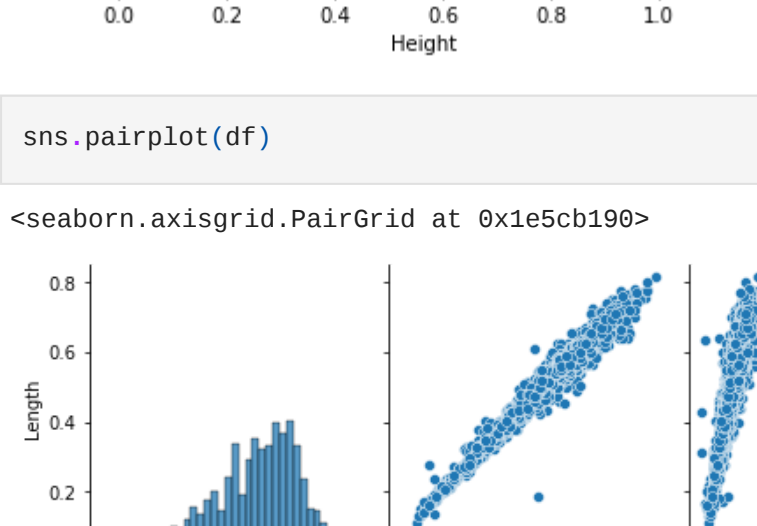 0.0 0.2 0.4 0.6 0.8 1.0
Height
sns.pairplot(df)
<seaborn.axisgrid.PairGrid at 0x1e5cb190>
0.8
0.6
Length
0.4
0.2